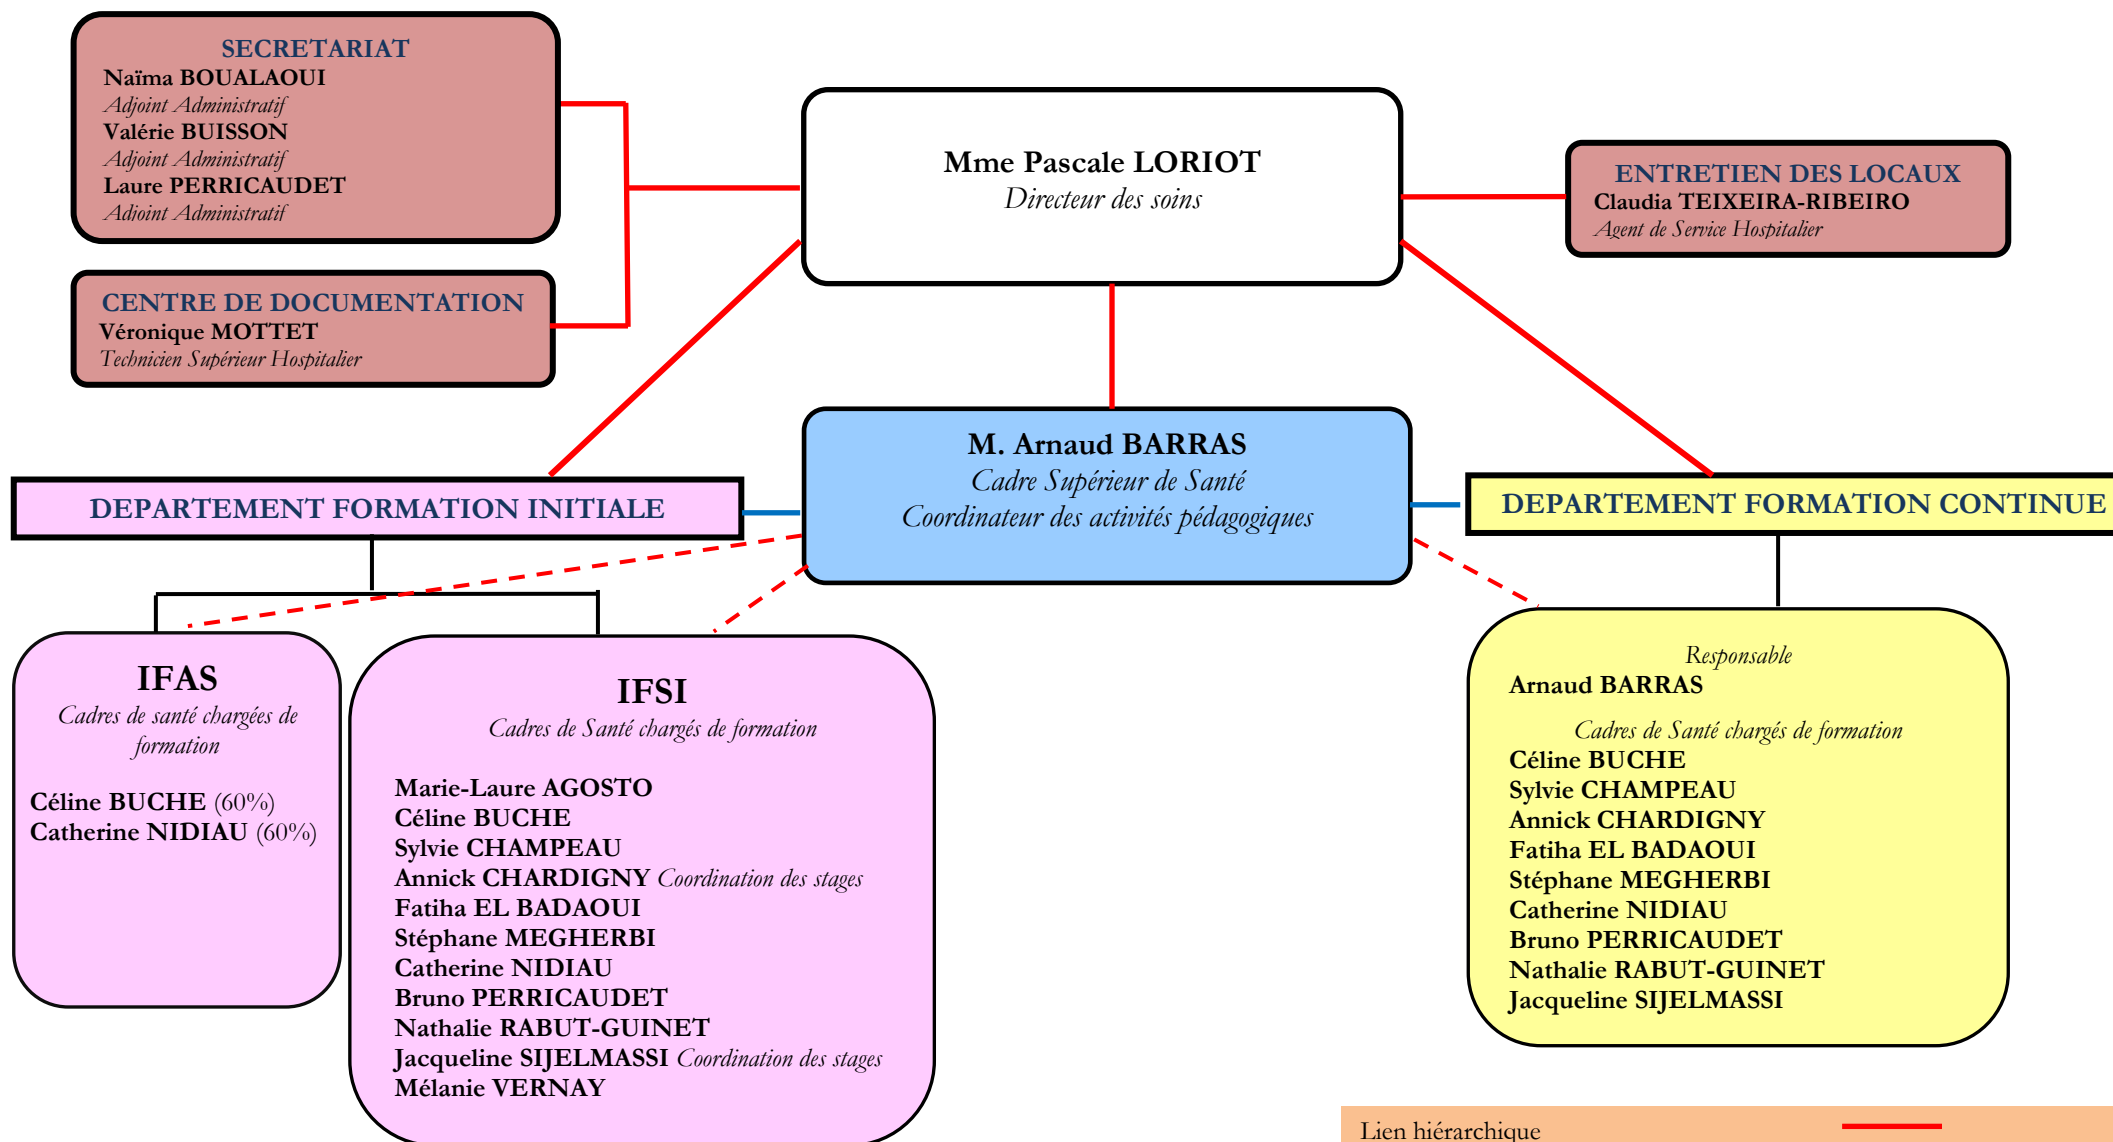 SECRETARIAT
Naïma BOUALAOUI
Adjoint Administratif
Valérie BUISSON
Adjoint Administratif
Laure PERRICAUDET
Adjoint Administratif
CENTRE DE DOCUMENTATION
Véronique MOTTET
Technicien Supérieur Hospitalier
Mme Pascale LORIOT
Directeur des soins
ENTRETIEN DES LOCAUX
Claudia TEIXEIRA-RIBEIRO
Agent de Service Hospitalier
M. Arnaud BARRAS
Cadre Supérieur de Santé
Coordinateur des activités pédagogiques
DEPARTEMENT FORMATION INITIALE
DEPARTEMENT FORMATION CONTINUE
IFAS
Cadres de santé chargées de
formation
Céline BUCHE (60%)
Catherine NIDIAU (60%)
IFSI
Cadres de Santé chargés de formation
Marie-Laure AGOSTO
Céline BUCHE
Sylvie CHAMPEAU
Annick CHARDIGNY Coordination des stages
Fatiha EL BADAOUI
Stéphane MEGHERBI
Catherine NIDIAU
Bruno PERRICAUDET
Nathalie RABUT-GUINET
Jacqueline SIJELMASSI Coordination des stages
Mélanie VERNAY
Responsable
Arnaud BARRAS
Cadres de Santé chargés de formation
Céline BUCHE
Sylvie CHAMPEAU
Annick CHARDIGNY
Fatiha EL BADAOUI
Stéphane MEGHERBI
Catherine NIDIAU
Bruno PERRICAUDET
Nathalie RABUT-GUINET
Jacqueline SIJELMASSI
Lien hiérarchique